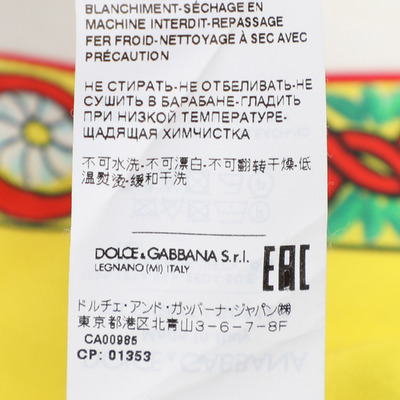 BLANCHIMENT-SÉCHAGE EN
MACHINE INTERDIT-REPASSAGE
FER FROID-NETTOYAGE À SEC AVEC
PRÉCAUTION
НЕ СТИРАТЬ-НЕ ОТБЕЛИВАТЬ-НЕ
СУШИТЬ В БАРАБАНЕ-ГЛАДИТЬ
ПРИ НИЗКОЙ ТЕМПЕРАТУРЕ-
ЩАДЯЩАЯ ХИМЧИСТКА
不可水洗-不可漂白-不可翻转干燥-低
温熨烫-缓和干洗
DOLCE&GABBANA S.r.l.
LEGNANO (MI) ITALY
EAC
ドルチェ・アンド・ガッバーナ・ジャパン㈱
東京都港区北青山3-6-7-8F
CA00985
CP: 01353